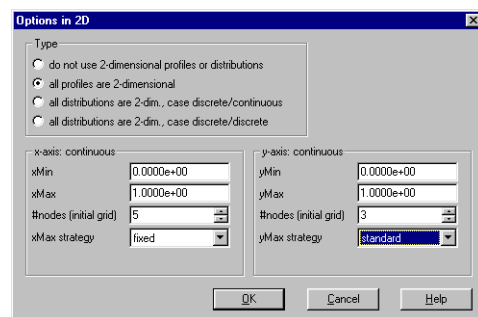 Options in 2D
Type
do not use 2-dimensional profiles or distributions
all profiles are 2-dimensional
all distributions are 2-dim., case discrete/continuous
all distributions are 2-dim., case discrete/discrete
x-axis: continuous
xMin 0.0000e+00
xMax 1.0000e+00
#nodes (initial grid) 5
xMax strategy fixed
y-axis: continuous
yMin 0.0000e+00
yMax 1.0000e+00
#nodes (initial grid) 3
yMax strategy standard
OK Cancel Help